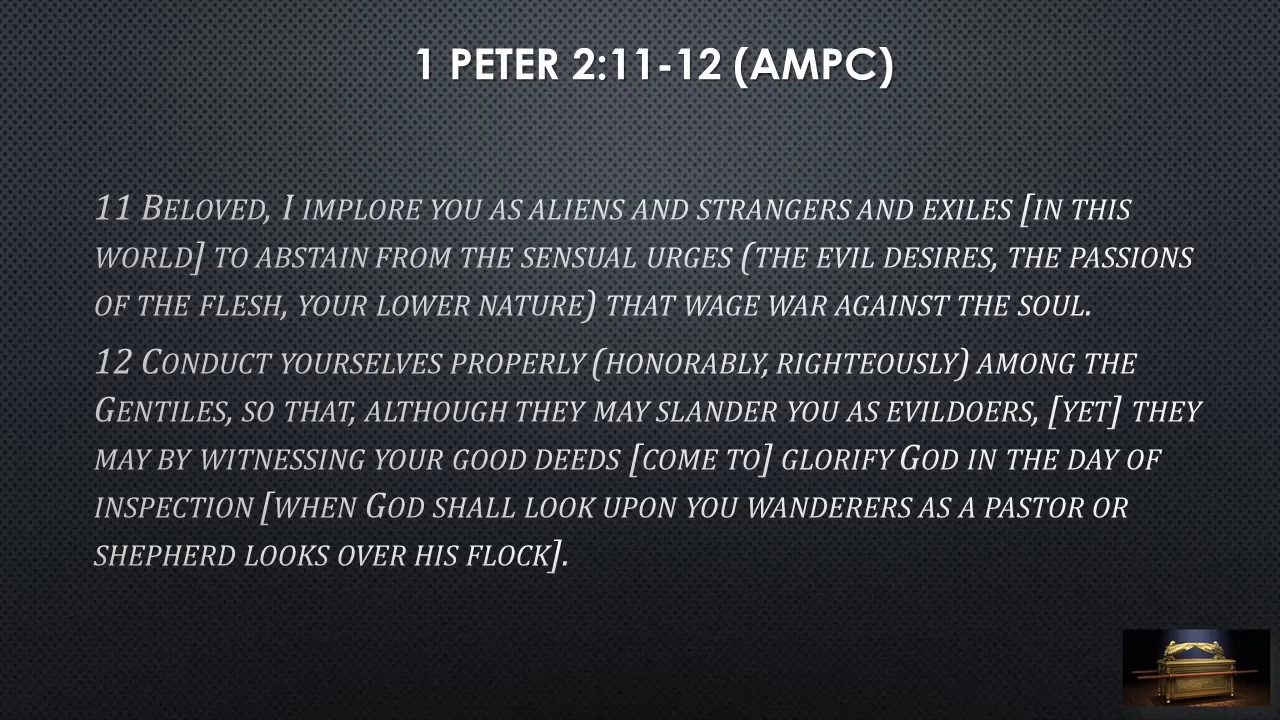 1 PETER 2:11-12 (AMPC)
11 BELOVED, I IMPLORE YOU AS ALIENS AND STRANGERS AND EXILES [IN THIS
WORLD] TO ABSTAIN FROM THE SENSUAL URGES (THE EVIL DESIRES, THE PASSIONS
OF THE FLESH, YOUR LOWER NATURE) THAT WAGE WAR AGAINST THE SOUL.
12 CONDUCT YOURSELVES PROPERLY (HONORABLY, RIGHTEOUSLY) AMONG THE
GENTILES, SO THAT, ALTHOUGH THEY MAY SLANDER YOU AS EVILDOERS, [YET] THEY
MAY BY WITNESSING YOUR GOOD DEEDS [COME TO] GLORIFY GOD IN THE DAY OF
INSPECTION [WHEN GOD SHALL LOOK UPON YOU WANDERERS AS A PASTOR OR
SHEPHERD LOOKS OVER HIS FLOCK].